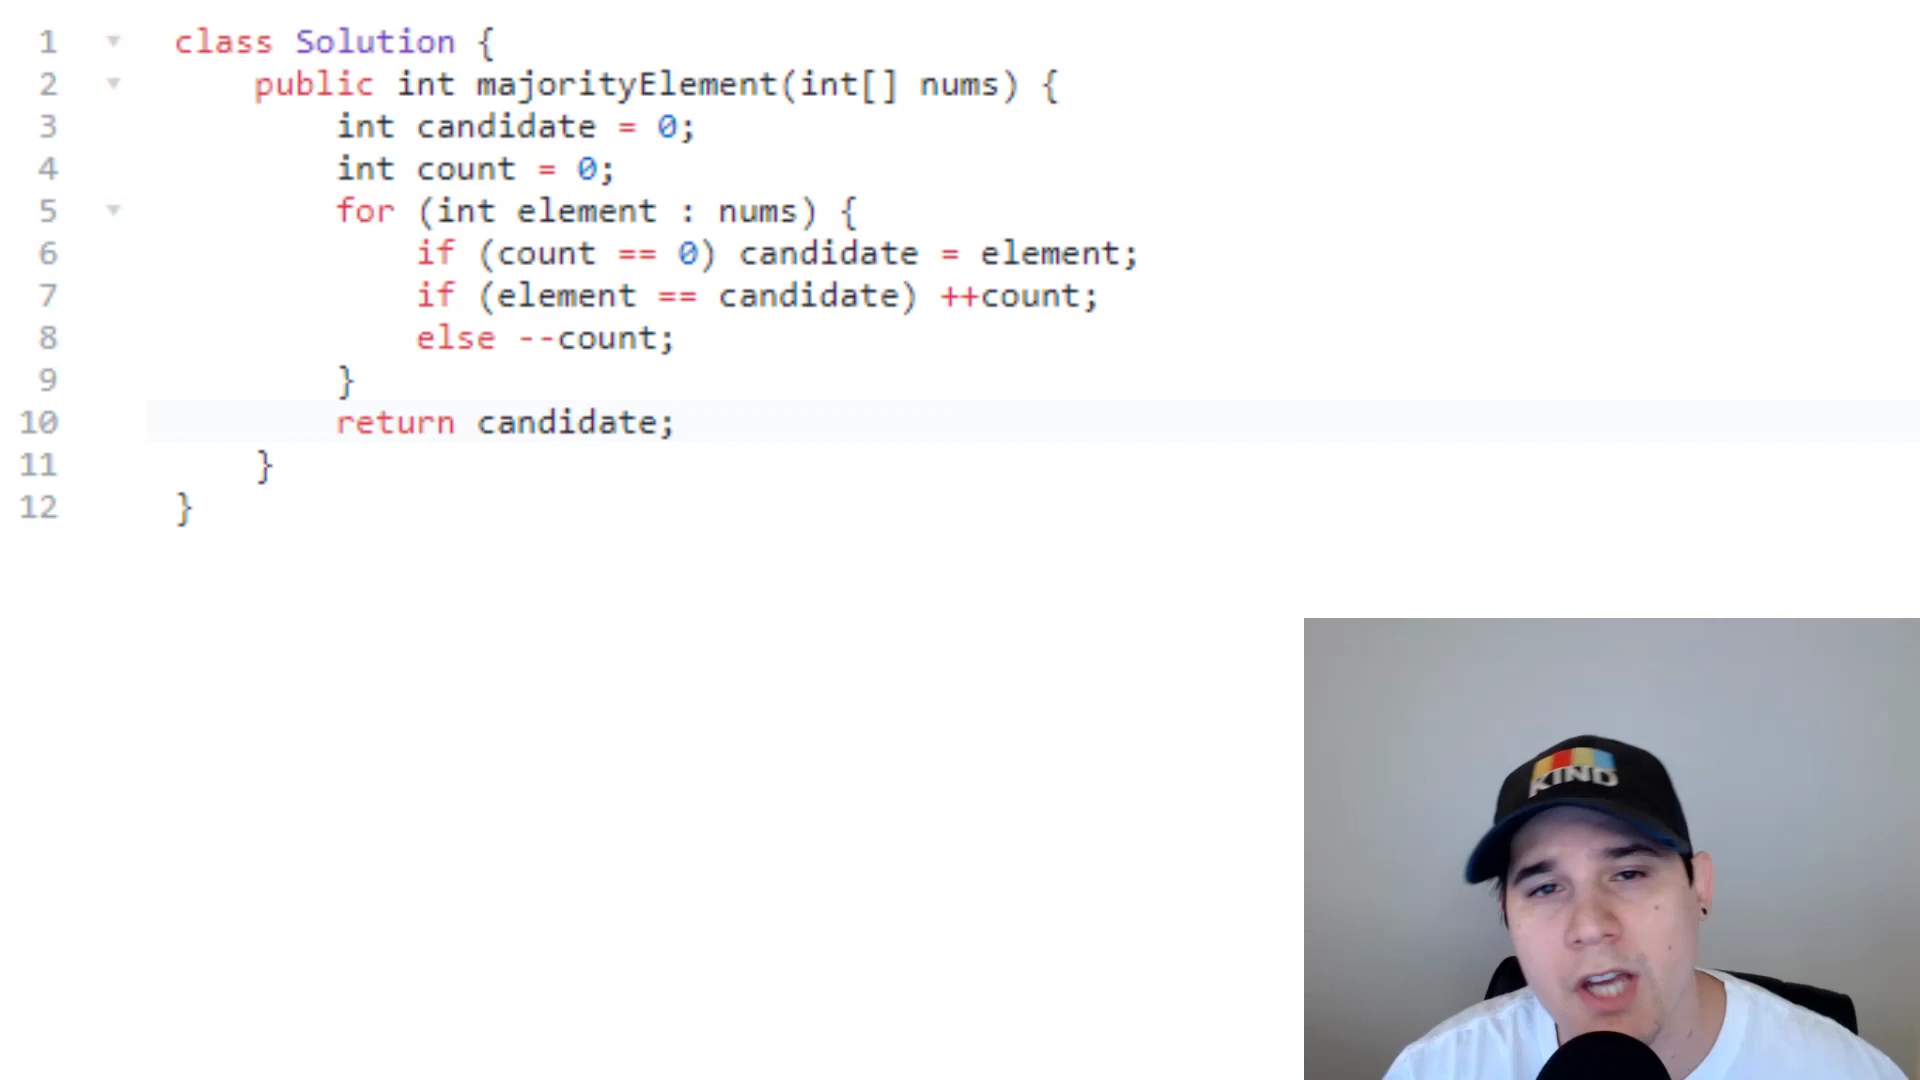 1 class Solution {
2 public int majorityElement(int[] nums) {
3 int candidate = 0;
4 int count = 0;
5 for (int element : nums) {
6 if (count == 0) candidate = element;
7 if (element == candidate) ++count;
8 else --count;
9 }
10 return candidate;
11 }
12 }
KIND